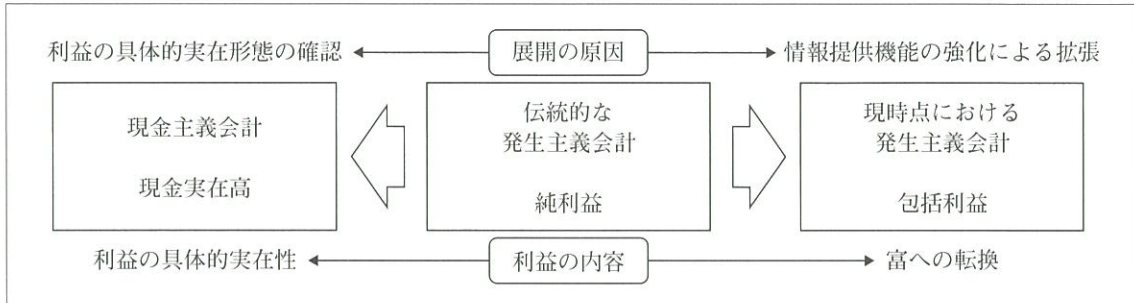 利益の具体的実在形態の確認
展開の原因
情報提供機能の強化による拡張
現金主義会計
現金実在高
伝統的な
発生主義会計
純利益
現時点における
発生主義会計
包括利益
利益の具体的実在性
利益の内容
富への転換